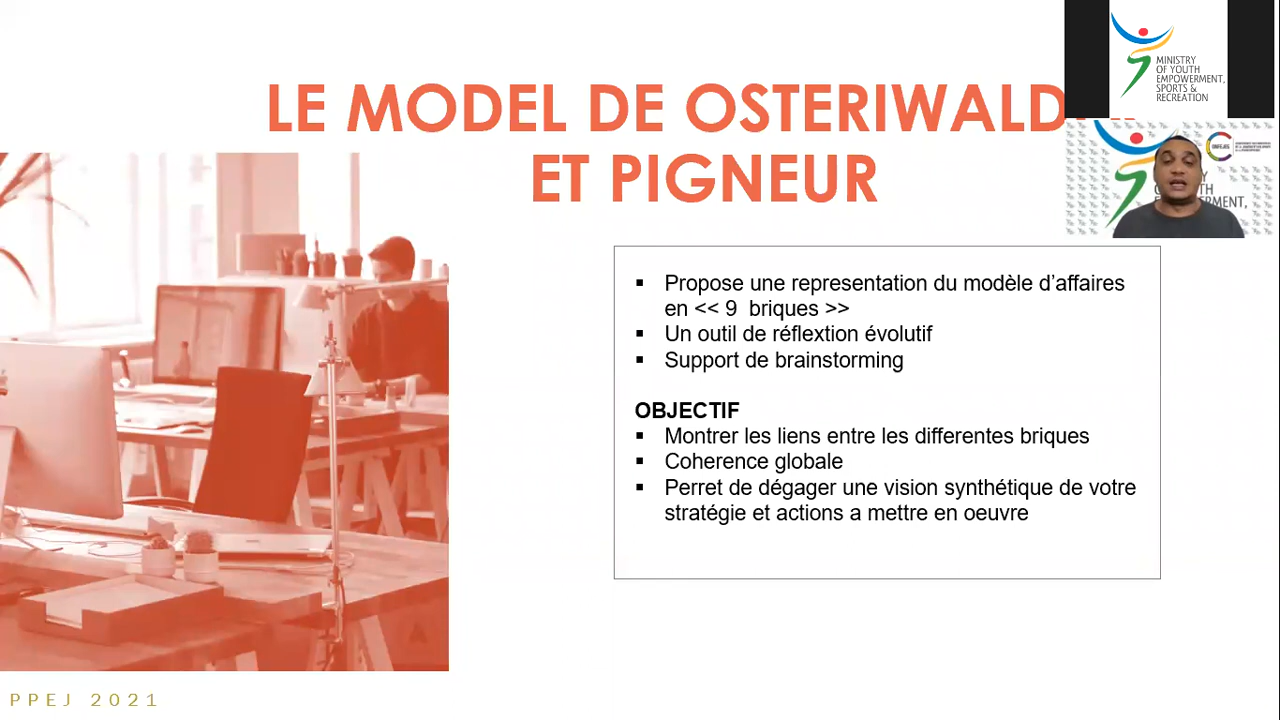 LE MODEL DE OSTERIWALD
ET PIGNEUR
MINISTRY
OF YOUTH
EMPOWERMENT,
SPORTS &
RECREATION
▪ Propose une representation du modèle d’affaires
en << 9 briques >>
▪ Un outil de réflextion évolutif
▪ Support de brainstorming
OBJECTIF
▪ Montrer les liens entre les differentes briques
▪ Coherence globale
▪ Perret de dégager une vision synthétique de votre
stratégie et actions a mettre en oeuvre
PPEJ 2021